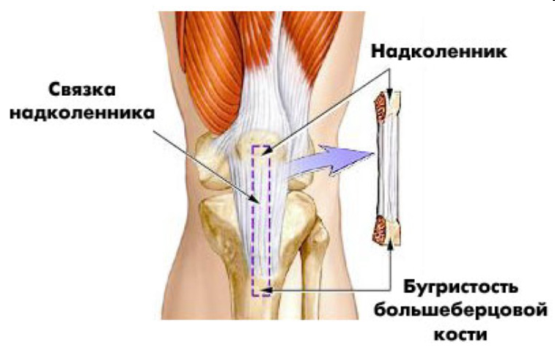 Надколенник
Связка
надколенника
Бугристость
большеберцовой
кости